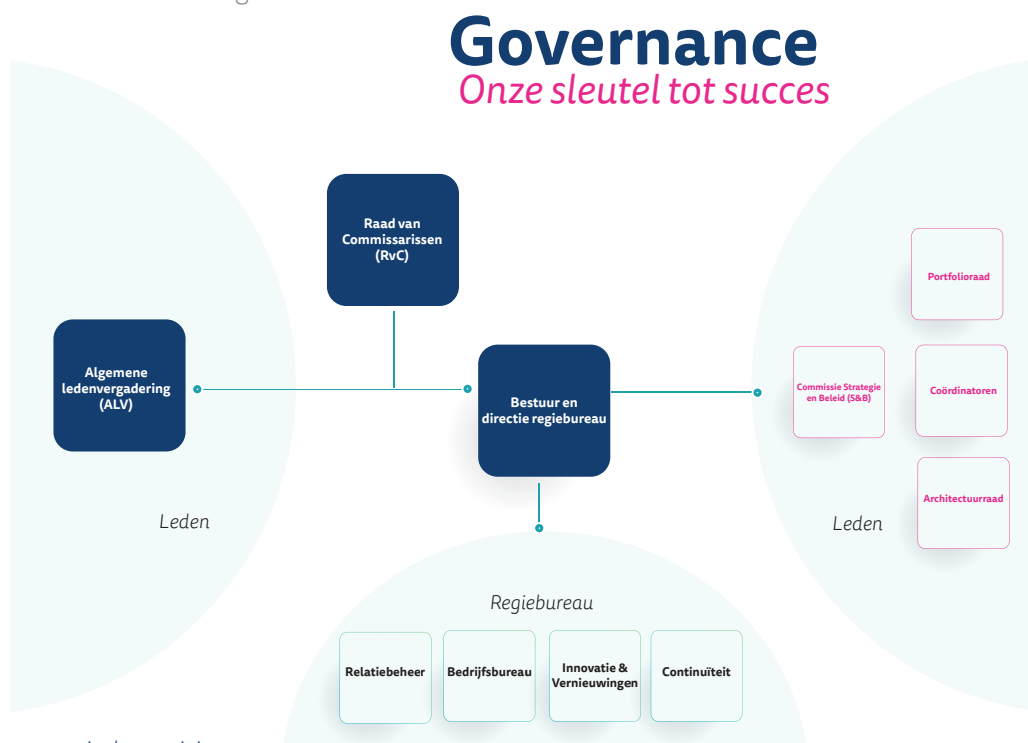 Governance
Onze sleutel tot succes
Raad van
Commissarissen
(RvC)
Algemene
ledenvergadering
(ALV)
Bestuur en
directie regiebureau
Portfolioraad
Commissie Strategie
en Beleid (S&B)
Coördinatoren
Architectuurraad
Leden
Leden
Regiebureau
Relatiebeheer
Bedrijfsbureau
Innovatie &
Vernieuwingen
Continuïteit